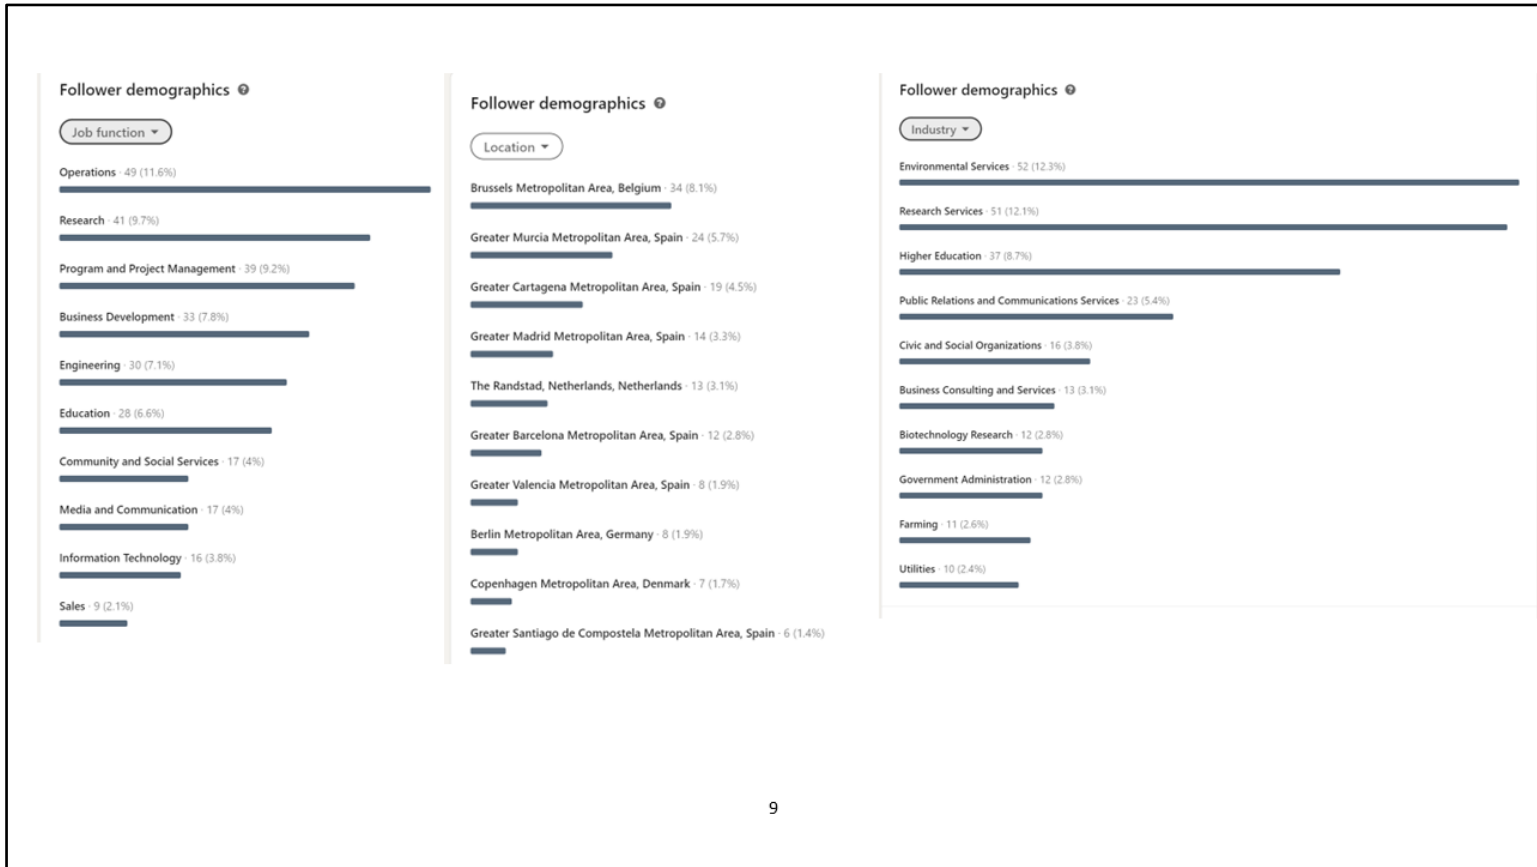 Follower demographics
Job function
Operations · 49 (11.6%)
Research · 41 (9.7%)
Program and Project Management · 39 (9.2%)
Business Development · 33 (7.8%)
Engineering · 30 (7.1%)
Education · 28 (6.6%)
Community and Social Services · 17 (4%)
Media and Communication · 17 (4%)
Information Technology · 16 (3.8%)
Sales · 9 (2.1%)
Follower demographics
Location
Brussels Metropolitan Area, Belgium · 34 (8.1%)
Greater Murcia Metropolitan Area, Spain · 24 (5.7%)
Greater Cartagena Metropolitan Area, Spain · 19 (4.5%)
Greater Madrid Metropolitan Area, Spain · 14 (3.3%)
The Randstad, Netherlands, Netherlands · 13 (3.1%)
Greater Barcelona Metropolitan Area, Spain · 12 (2.8%)
Greater Valencia Metropolitan Area, Spain · 8 (1.9%)
Berlin Metropolitan Area, Germany · 8 (1.9%)
Copenhagen Metropolitan Area, Denmark · 7 (1.7%)
Greater Santiago de Compostela Metropolitan Area, Spain · 6 (1.4%)
Follower demographics
Industry
Environmental Services · 52 (12.3%)
Research Services · 51 (12.1%)
Higher Education · 37 (8.7%)
Public Relations and Communications Services · 23 (5.4%)
Civic and Social Organizations · 16 (3.8%)
Business Consulting and Services · 13 (3.1%)
Biotechnology Research · 12 (2.8%)
Government Administration · 12 (2.8%)
Farming · 11 (2.6%)
Utilities · 10 (2.4%)
9